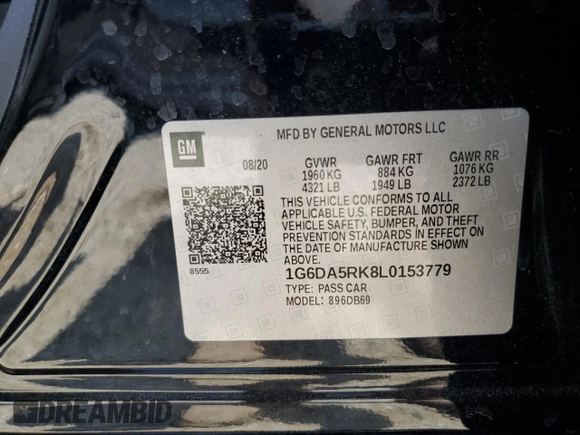 GM
MFD BY GENERAL MOTORS LLC
08/20
GVWR GAWR FRT GAWR RR
1960 KG 884 KG 1076 KG
4321 LB 1949 LB 2372 LB
THIS VEHICLE CONFORMS TO ALL
APPLICABLE U.S. FEDERAL MOTOR
VEHICLE SAFETY, BUMPER, AND THEFT
PREVENTION STANDARDS IN EFFECT ON
THE DATE OF MANUFACTURE SHOWN
ABOVE.
8555
1G6DA5RK8L0153779
TYPE: PASS CAR
MODEL: 896DB69
DREAMBID